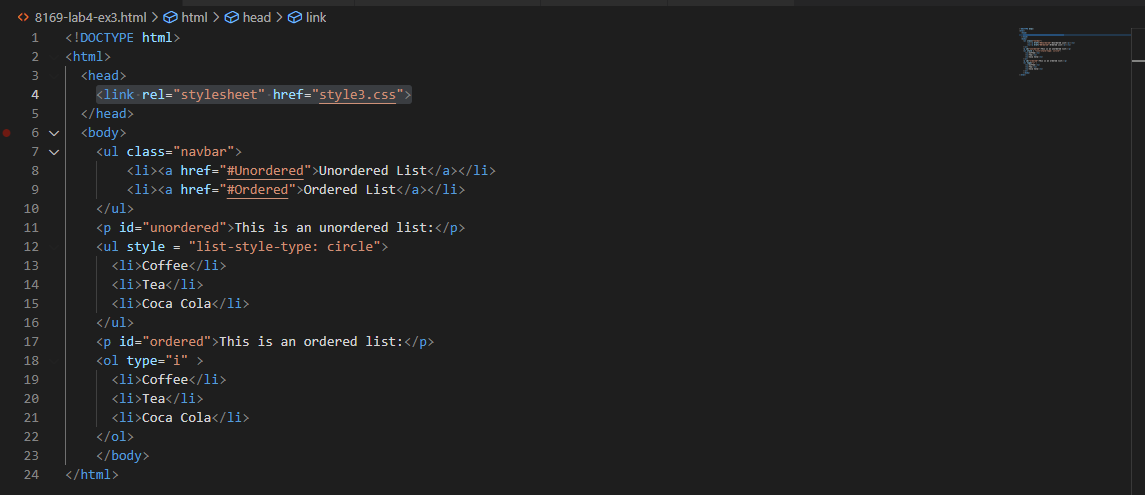 8169-lab4-ex3.html > html > head > link
1 <!DOCTYPE html>
2 <html>
3 <head>
4 <link rel="stylesheet" href="style3.css">
5 </head>
6 <body>
7 <ul class="navbar">
8 <li><a href="#Unordered">Unordered List</a></li>
9 <li><a href="#Ordered">Ordered List</a></li>
10 </ul>
11 <p id="unordered">This is an unordered list:</p>
12 <ul style = "list-style-type: circle">
13 <li>Coffee</li>
14 <li>Tea</li>
15 <li>Coca Cola</li>
16 </ul>
17 <p id="ordered">This is an ordered list:</p>
18 <ol type="i" >
19 <li>Coffee</li>
20 <li>Tea</li>
21 <li>Coca Cola</li>
22 </ol>
23 </body>
24 </html>